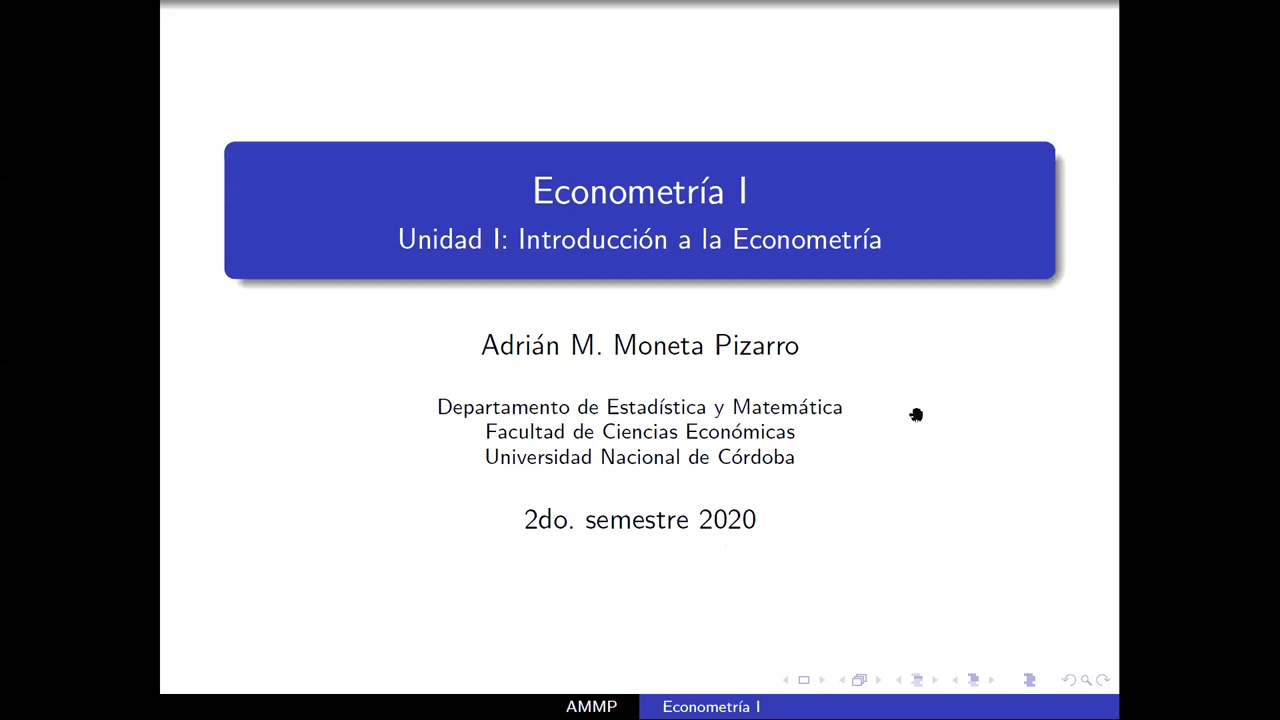 Econometría I
Unidad I: Introducción a la Econometría
Adrián M. Moneta Pizarro
Departamento de Estadística y Matemática
Facultad de Ciencias Económicas
Universidad Nacional de Córdoba
2do. semestre 2020
AMMP
Econometría I